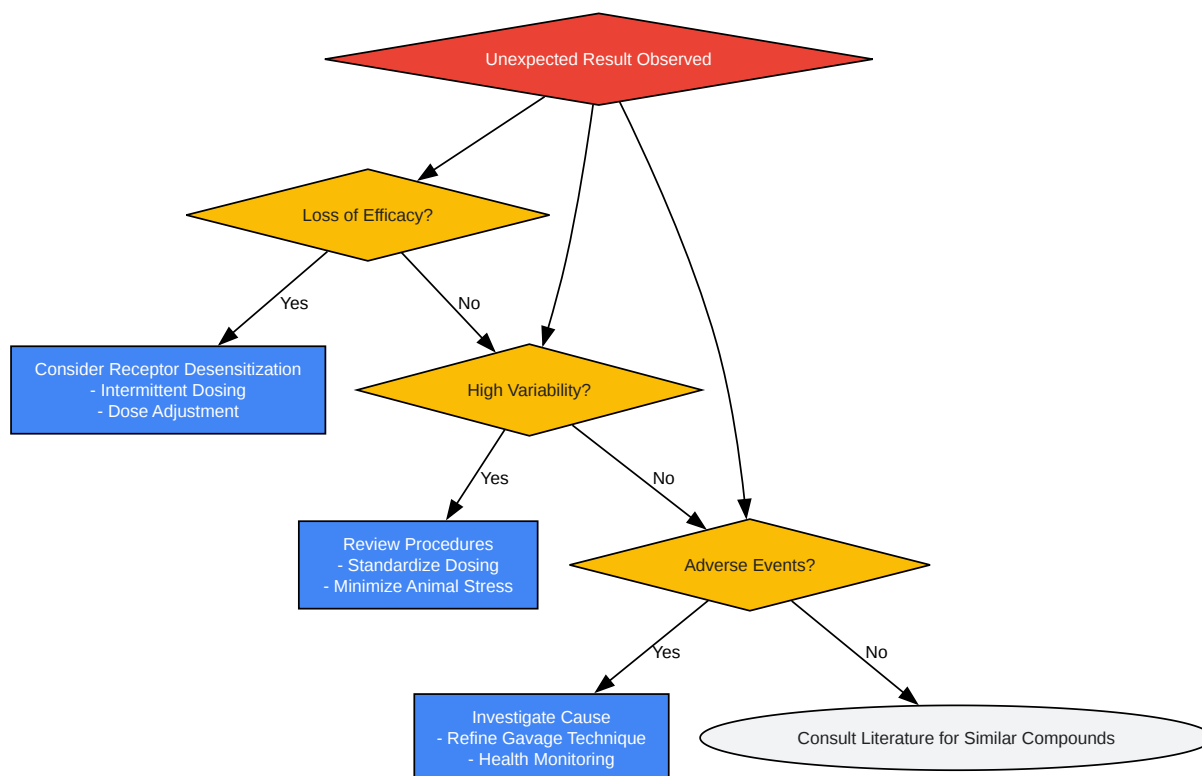 Unexpected Result Observed
Loss of Efficacy?
Yes
No
Consider Receptor Desensitization
- Intermittent Dosing
- Dose Adjustment
High Variability?
Yes
No
Review Procedures
- Standardize Dosing
- Minimize Animal Stress
Adverse Events?
Yes
No
Investigate Cause
- Refine Gavage Technique
- Health Monitoring
Consult Literature for Similar Compounds